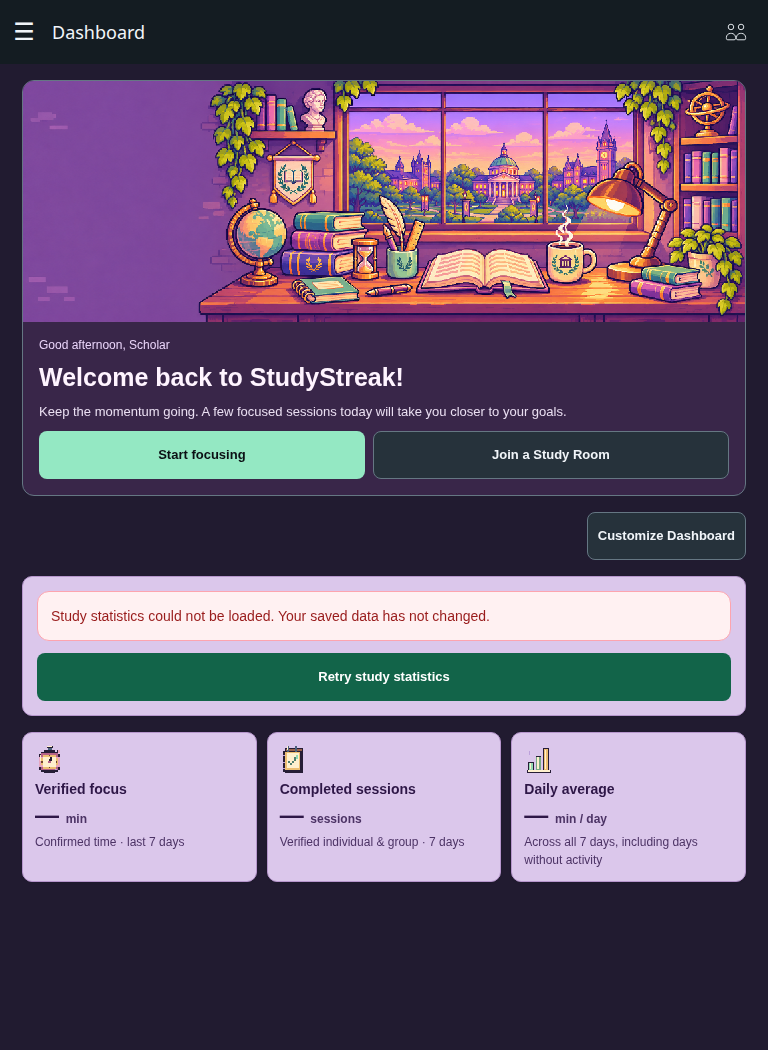 Dashboard
Good afternoon, Scholar
Welcome back to StudyStreak!
Keep the momentum going. A few focused sessions today will take you closer to your goals.
Start focusing
Join a Study Room
Customize Dashboard
Study statistics could not be loaded. Your saved data has not changed.
Retry study statistics
Verified focus
— min
Confirmed time · last 7 days
Completed sessions
— sessions
Verified individual & group · 7 days
Daily average
— min / day
Across all 7 days, including days
without activity